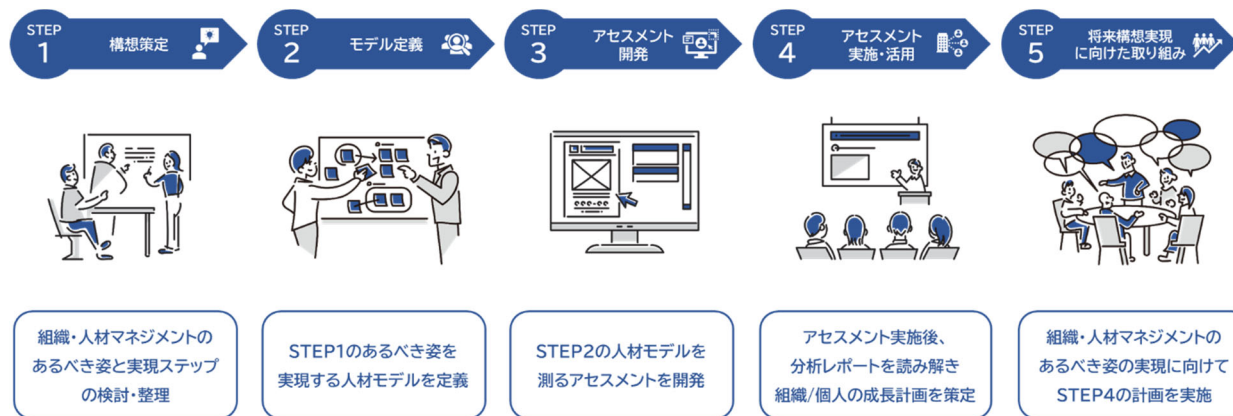 STEP
1
構想策定
STEP
2
モデル定義
STEP
3
アセスメント
開発
STEP
4
アセスメント
実施・活用
STEP
5
将来構想実現
に向けた取り組み
組織・人材マネジメントの
あるべき姿と実現ステップ
の検討・整理
STEP1のあるべき姿を
実現する人材モデルを定義
STEP2の人材モデルを
測るアセスメントを開発
アセスメント実施後、
分析レポートを読み解き
組織/個人の成長計画を策定
組織・人材マネジメントの
あるべき姿の実現に向けて
STEP4の計画を実施